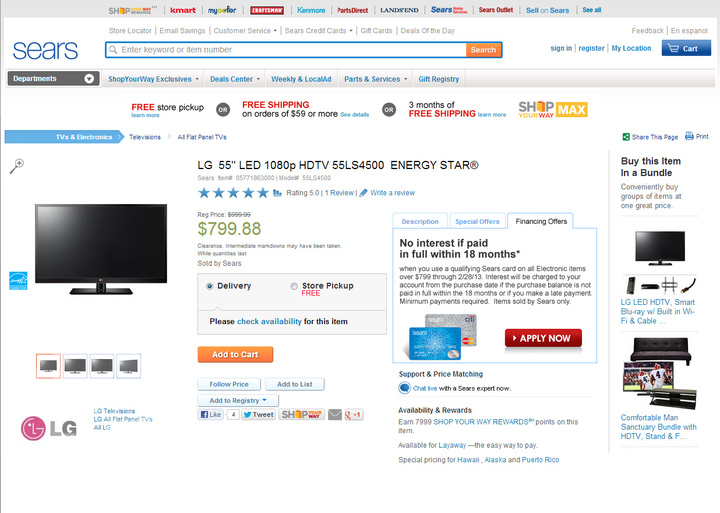 SHOP YOUR WAY REWARDS
kmart
mygofer
CRAFTSMAN
Kenmore
PartsDirect
LANDS'END
Sears Home Services
Sears Outlet
Sell on Sears
See all
Store Locator | Email Savings | Customer Service | Sears Credit Cards | Gift Cards | Deals Of the Day
Feedback | En espanol
sears
Enter keyword or item number
Search
sign in | register | My Location
Cart
Departments
ShopYourWay Exclusives
Deals Center
Weekly & LocalAd
Parts & Services
Gift Registry
FREE store pickup
learn more
OR
FREE SHIPPING
on orders of $59 or more See details
OR
3 months of
FREE SHIPPING learn more
SHOP YOUR WAY MAX
TVs & Electronics
Televisions
All Flat Panel TVs
Share This Page
Print
LG 55" LED 1080p HDTV 55LS4500 ENERGY STAR®
Sears Item# 05771863000 | Model# 55LS4500
Rating 5.0 | 1 Review | Write a review
Reg Price: $999.99
$799.88
Clearance. Intermediate markdowns may have been taken.
While quantities last
Sold by Sears
Delivery
Store Pickup
FREE
Please check availability for this item
Add to Cart
Follow Price
Add to List
Add to Registry
Like
4
Tweet
SHOP YOUR WAY
+1
LG
LG Televisions
LG All Flat Panel TVs
All LG
Description
Special Offers
Financing Offers
No interest if paid
in full within 18 months*
when you use a qualifying Sears card on all Electronic items
over $799 through 2/28/13. Interest will be charged to your
account from the purchase date if the purchase balance is not
paid in full within the 18 months or if you make a late payment.
Minimum payments required. Items sold by Sears only.
sears
citi
sears
APPLY NOW
Support & Price Matching
Chat live with a Sears expert now.
Availability & Rewards
Earn 7999 SHOP YOUR WAY REWARDS℠ points on this
item.
Available for Layaway —the easy way to pay.
Special pricing for Hawaii , Alaska and Puerto Rico
Buy this Item
In a Bundle
Conveniently buy
groups of items at
one great price.
LG LED HDTV, Smart
Blu-ray w/ Built in Wi-
Fi & Cable ...
Comfortable Man
Sanctuary Bundle with
HDTV, Stand & F...